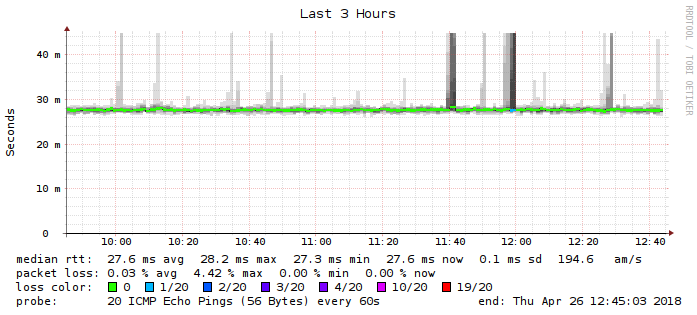 Last 3 Hours
RRDTOOL / TOBI OETIKER
Seconds
40 m
30 m
20 m
10 m
0
10:00 10:20 10:40 11:00 11:20 11:40 12:00 12:20 12:40
median rtt: 27.6 ms avg 28.2 ms max 27.3 ms min 27.6 ms now 0.1 ms sd 194.6 am/s
packet loss: 0.03 % avg 4.42 % max 0.00 % min 0.00 % now
loss color: 0 1/20 2/20 3/20 4/20 10/20 19/20
probe: 20 ICMP Echo Pings (56 Bytes) every 60s end: Thu Apr 26 12:45:03 2018